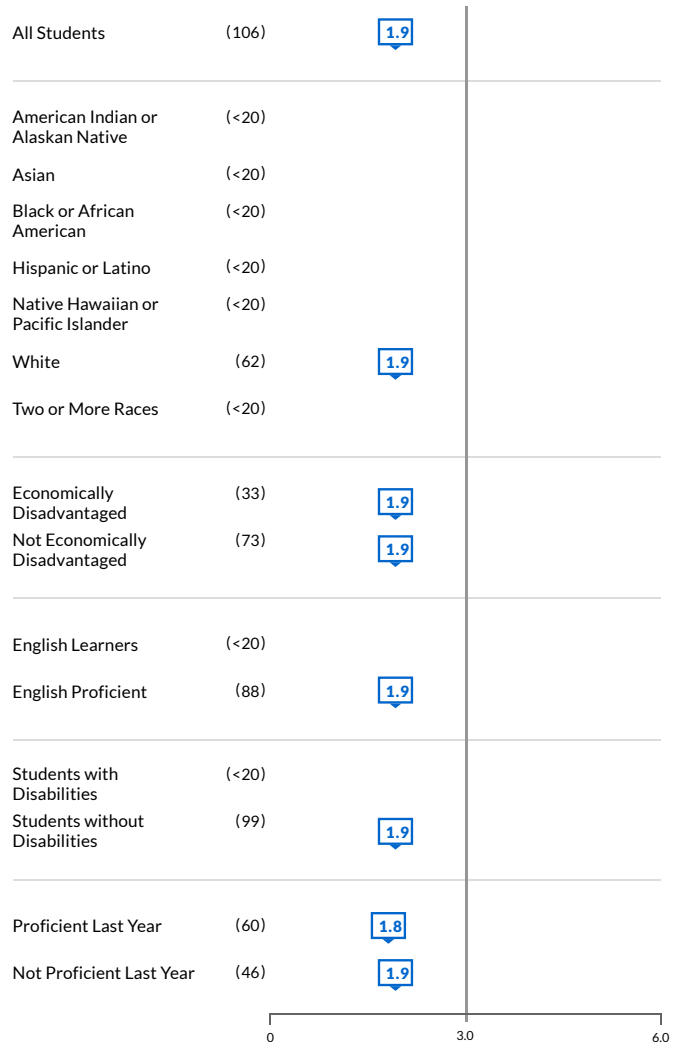 All Students (106) 1.9
American Indian or (<20)
Alaskan Native
Asian (<20)
Black or African (<20)
American
Hispanic or Latino (<20)
Native Hawaiian or (<20)
Pacific Islander
White (62) 1.9
Two or More Races (<20)
Economically (33) 1.9
Disadvantaged
Not Economically (73) 1.9
Disadvantaged
English Learners (<20)
English Proficient (88) 1.9
Students with (<20)
Disabilities
Students without (99) 1.9
Disabilities
Proficient Last Year (60) 1.8
Not Proficient Last Year (46) 1.9
0 3.0 6.0